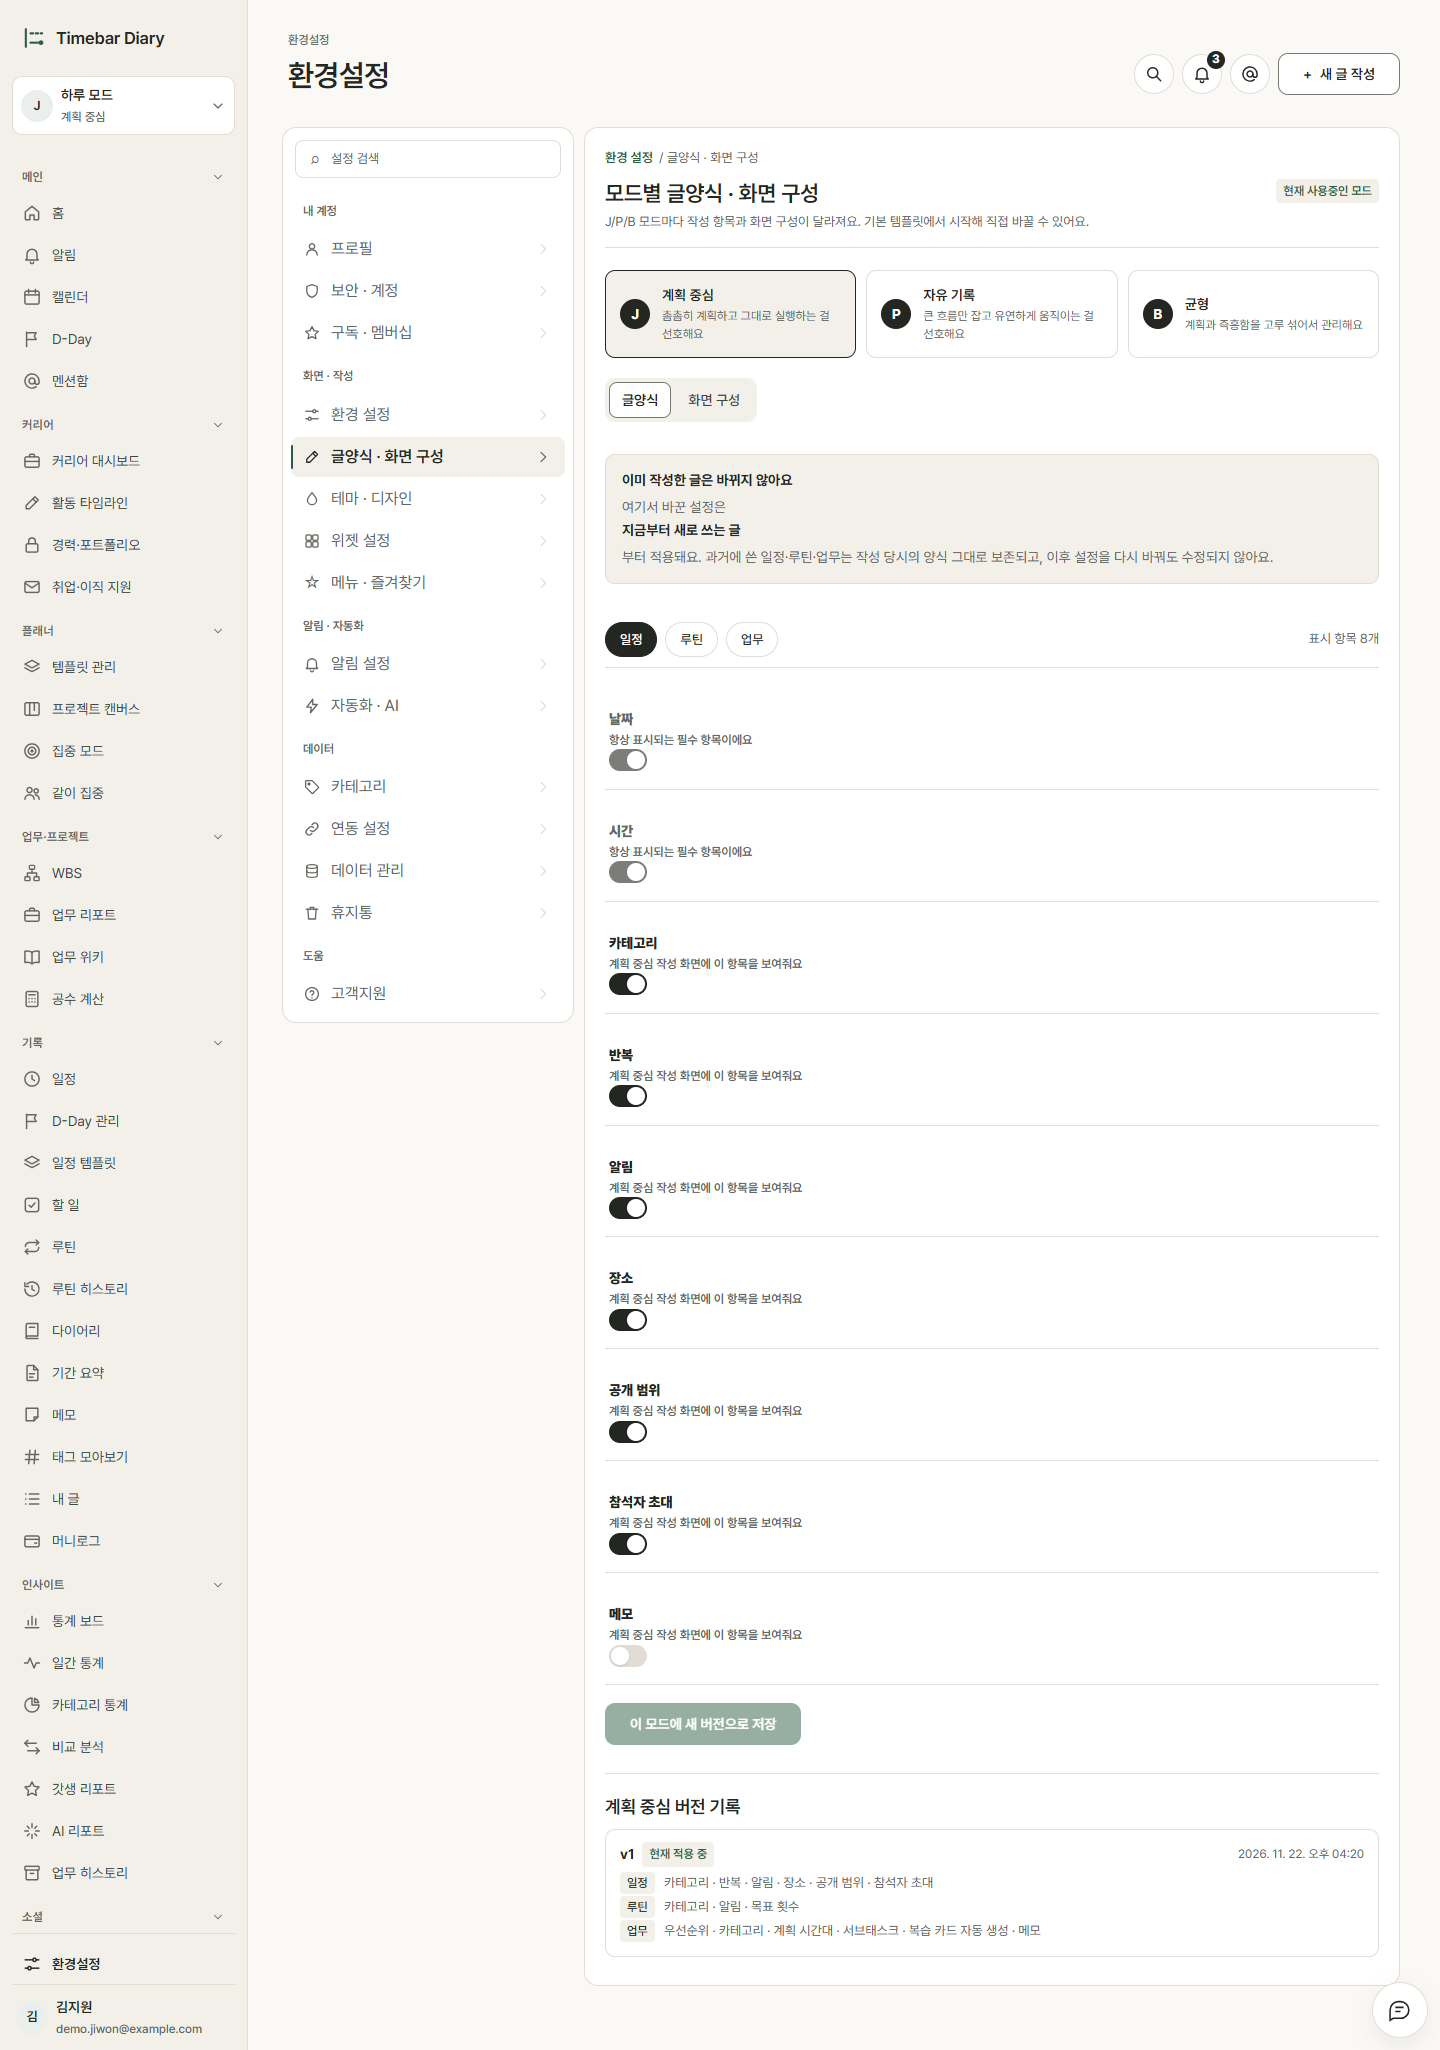 Timebar Diary
J
하루 모드
계획 중심
메인
홈
알림
캘린더
D-Day
멘션함
커리어
커리어 대시보드
활동 타임라인
경력·포트폴리오
취업·이직 지원
플래너
템플릿 관리
프로젝트 캔버스
집중 모드
같이 집중
업무·프로젝트
WBS
업무 리포트
업무 위키
공수 계산
기록
일정
D-Day 관리
일정 템플릿
할 일
루틴
루틴 히스토리
다이어리
기간 요약
메모
태그 모아보기
내 글
머니로그
인사이트
통계 보드
일간 통계
카테고리 통계
비교 분석
갓생 리포트
AI 리포트
업무 히스토리
소셜
환경설정
김
김지원
demo.jiwon@example.com
환경설정
환경설정
3
+ 새 글 작성
설정 검색
내 계정
프로필
보안 · 계정
구독 · 멤버십
화면 · 작성
환경 설정
글양식 · 화면 구성
테마 · 디자인
위젯 설정
메뉴 · 즐겨찾기
알림 · 자동화
알림 설정
자동화 · AI
데이터
카테고리
연동 설정
데이터 관리
휴지통
도움
고객지원
환경 설정 / 글양식 · 화면 구성
모드별 글양식 · 화면 구성
현재 사용중인 모드
J/P/B 모드마다 작성 항목과 화면 구성이 달라져요. 기본 템플릿에서 시작해 직접 바꿀 수 있어요.
J
계획 중심
촘촘히 계획하고 그대로 실행하는 걸
선호해요
P
자유 기록
큰 흐름만 잡고 유연하게 움직이는 걸
선호해요
B
균형
계획과 즉흥함을 고루 섞어서 관리해요
글양식
화면 구성
이미 작성한 글은 바뀌지 않아요
여기서 바꾼 설정은
지금부터 새로 쓰는 글
부터 적용돼요. 과거에 쓴 일정·루틴·업무는 작성 당시의 양식 그대로 보존되고, 이후 설정을 다시 바꿔도 수정되지 않아요.
일정
루틴
업무
표시 항목 8개
날짜
항상 표시되는 필수 항목이에요
시간
항상 표시되는 필수 항목이에요
카테고리
계획 중심 작성 화면에 이 항목을 보여줘요
반복
계획 중심 작성 화면에 이 항목을 보여줘요
알림
계획 중심 작성 화면에 이 항목을 보여줘요
장소
계획 중심 작성 화면에 이 항목을 보여줘요
공개 범위
계획 중심 작성 화면에 이 항목을 보여줘요
참석자 초대
계획 중심 작성 화면에 이 항목을 보여줘요
메모
계획 중심 작성 화면에 이 항목을 보여줘요
이 모드에 새 버전으로 저장
계획 중심 버전 기록
v1 현재 적용 중
2026. 11. 22. 오후 04:20
일정 카테고리 · 반복 · 알림 · 장소 · 공개 범위 · 참석자 초대
루틴 카테고리 · 알림 · 목표 횟수
업무 우선순위 · 카테고리 · 계획 시간대 · 서브태스크 · 복습 카드 자동 생성 · 메모